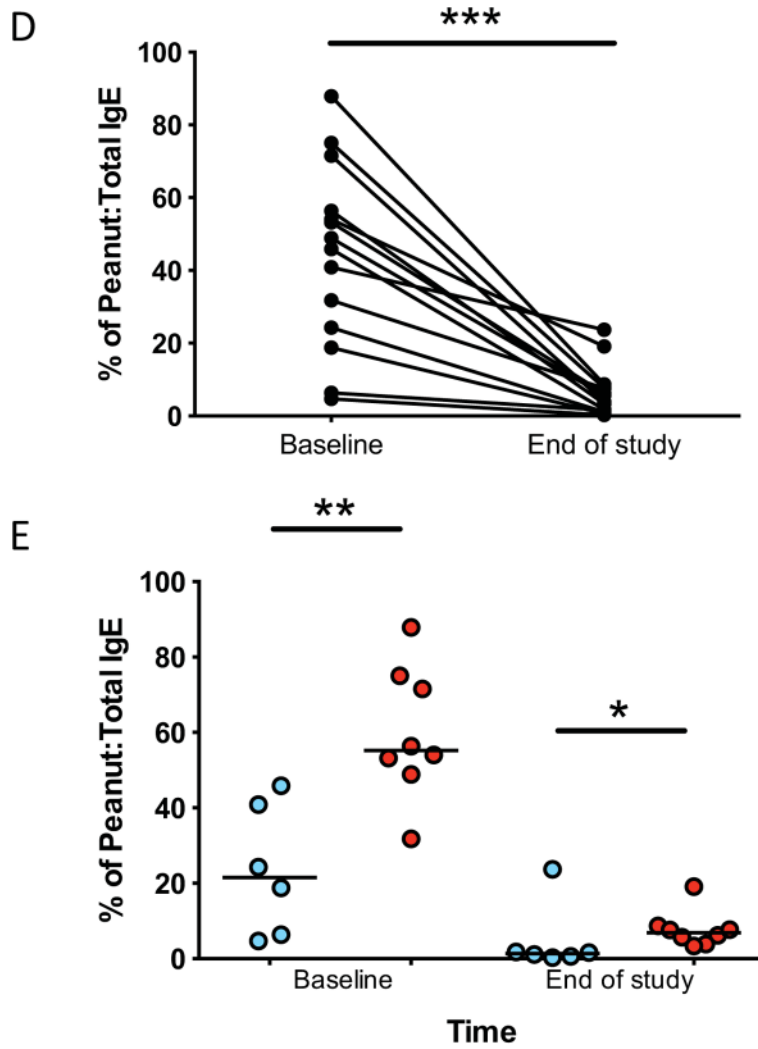 D
***
% of Peanut:Total IgE
100
80
60
40
20
0
Baseline
End of study
E
**
*
% of Peanut:Total IgE
100
80
60
40
20
0
Baseline
End of study
Time